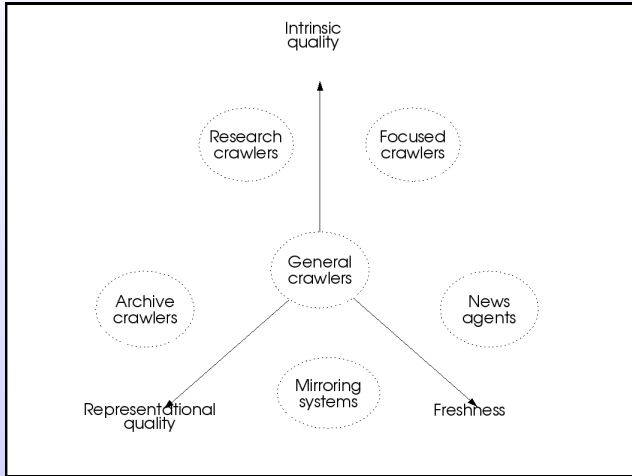 Intrinsic
quality
Research
crawlers
Focused
crawlers
General
crawlers
Archive
crawlers
News
agents
Mirroring
systems
Representational
quality
Freshness